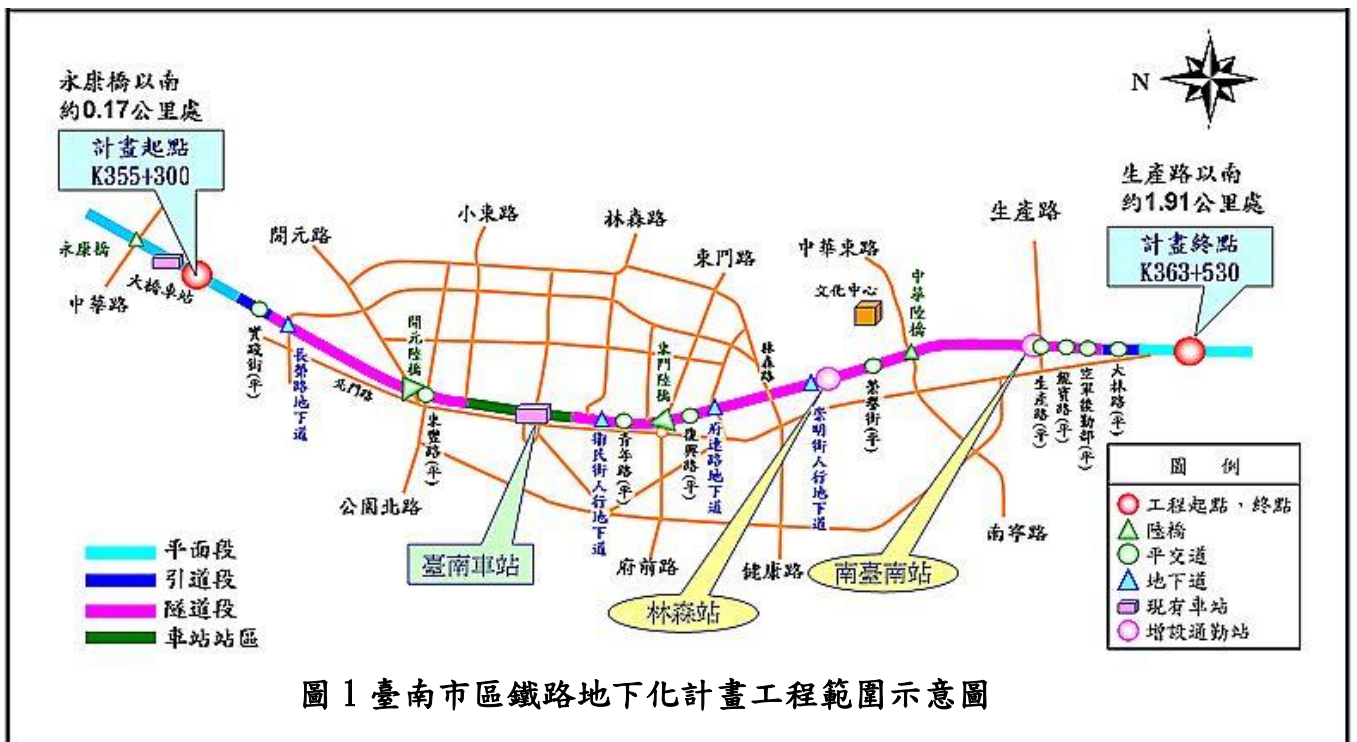 永康橋以南
約0.17公里處
計畫起點
K355+300
N
生產路以南
約1.91公里處
計畫終點
K363+530
永康橋
中華路
大橋車站
開元路
小東路
林森路
東門路
中華東路
生產路
文化中心
中華陸橋
實踐街(平)
長榮路地下道
北門路
開元陸橋
東豐路(平)
公園北路
臺南車站
衛民街人行地下道
青年路(平)
東門陸橋
復興路(平)
府連路地下道
府前路
林森路
健康路
崇明街人行地下道
林森站
榮譽街(平)
南臺南站
南寧路
生產路(平)
龍寶路(平)
空軍後勤部(平)
大林路(平)
平面段
引道段
隧道段
車站站區
圖 例
工程起點、終點
陸橋
平交道
地下道
現有車站
增設通勤站
圖 1 臺南市區鐵路地下化計畫工程範圍示意圖